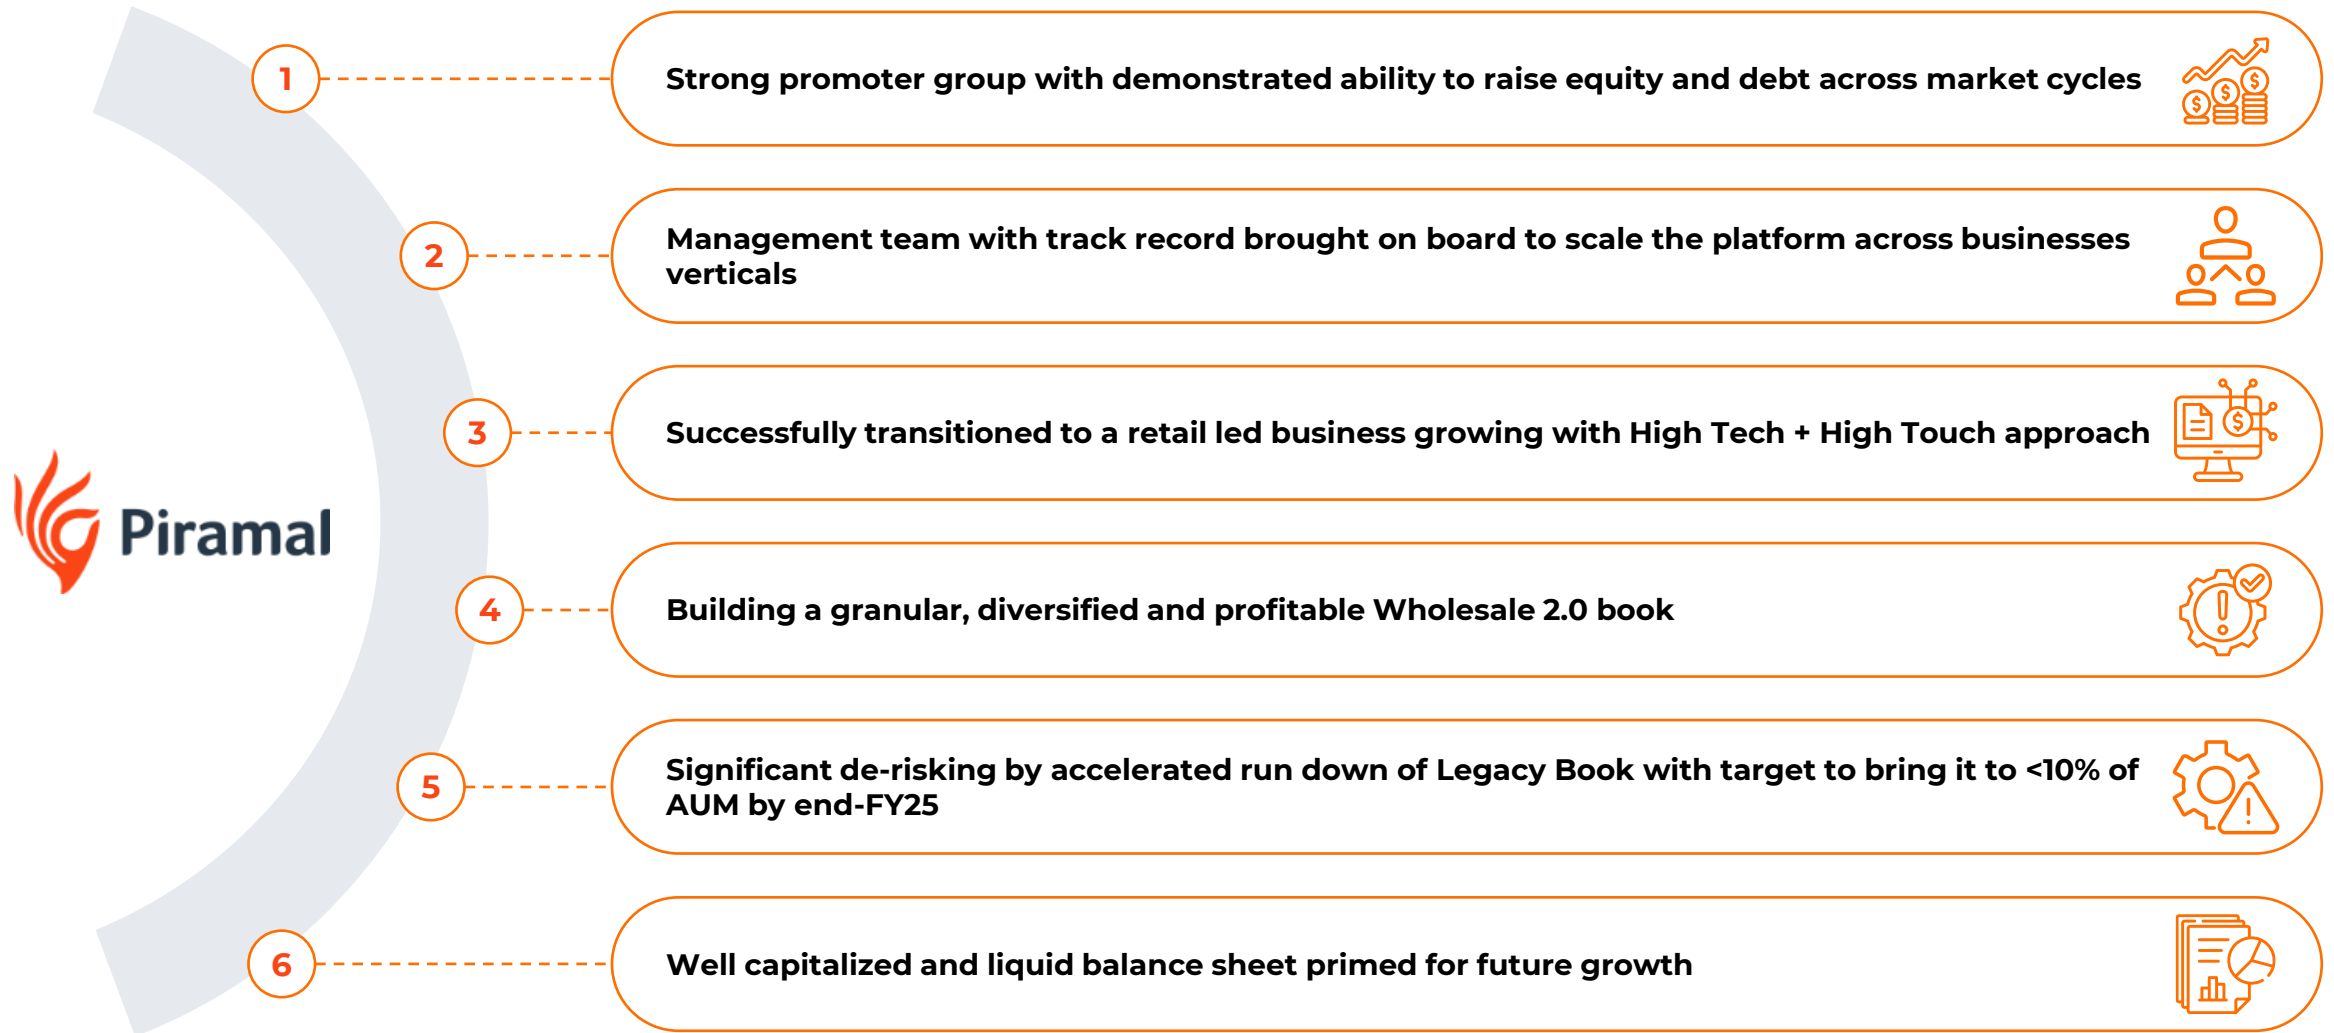 1
Strong promoter group with demonstrated ability to raise equity and debt across market cycles
2
Management team with track record brought on board to scale the platform across businesses
verticals
3
Successfully transitioned to a retail led business growing with High Tech + High Touch approach
Piramal
4
Building a granular, diversified and profitable Wholesale 2.0 book
5
Significant de-risking by accelerated run down of Legacy Book with target to bring it to <10% of
AUM by end-FY25
6
Well capitalized and liquid balance sheet primed for future growth